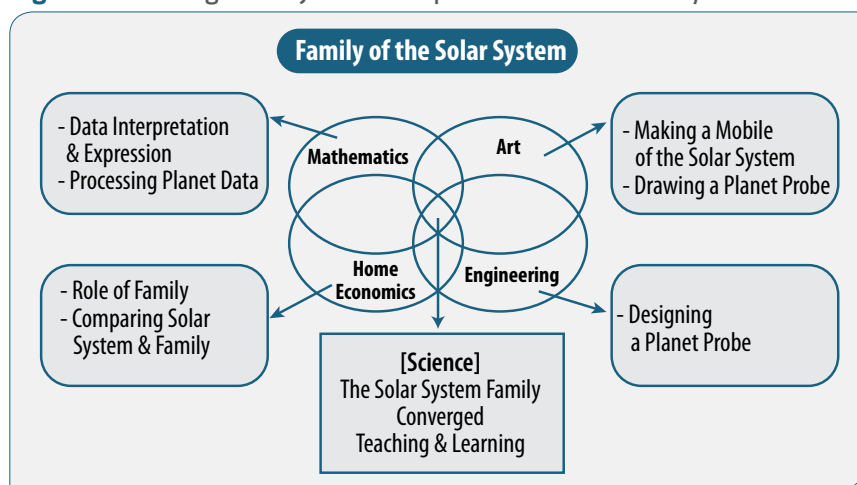 Family of the Solar System
- Data Interpretation
& Expression
- Processing Planet Data
Mathematics
Art
- Making a Mobile
of the Solar System
- Drawing a Planet Probe
- Role of Family
- Comparing Solar
System & Family
Home
Economics
Engineering
- Designing
a Planet Probe
[Science]
The Solar System Family
Converged
Teaching & Learning